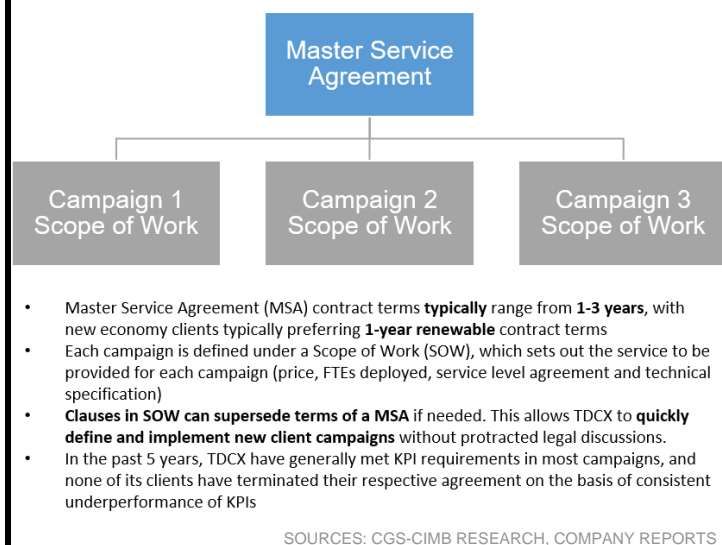 Master Service
Agreement
Campaign 1
Scope of Work
Campaign 2
Scope of Work
Campaign 3
Scope of Work
• Master Service Agreement (MSA) contract terms typically range from 1-3 years, with
new economy clients typically preferring 1-year renewable contract terms
• Each campaign is defined under a Scope of Work (SOW), which sets out the service to be
provided for each campaign (price, FTEs deployed, service level agreement and technical
specification)
• Clauses in SOW can supersede terms of a MSA if needed. This allows TDCX to quickly
define and implement new client campaigns without protracted legal discussions.
• In the past 5 years, TDCX have generally met KPI requirements in most campaigns, and
none of its clients have terminated their respective agreement on the basis of consistent
underperformance of KPIs
SOURCES: CGS-CIMB RESEARCH, COMPANY REPORTS